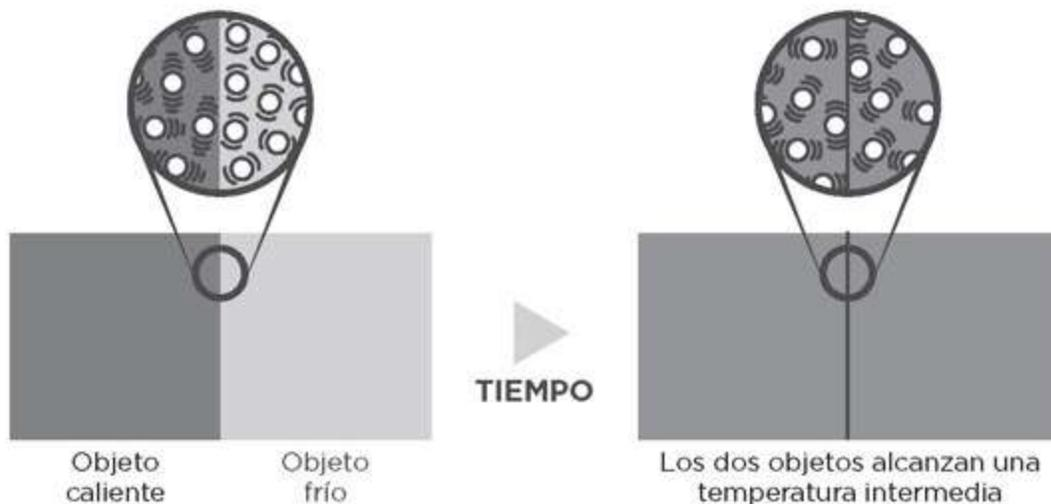 TIEMPO
Objeto
caliente
Objeto
frío
Los dos objetos alcanzan una
temperatura intermedia